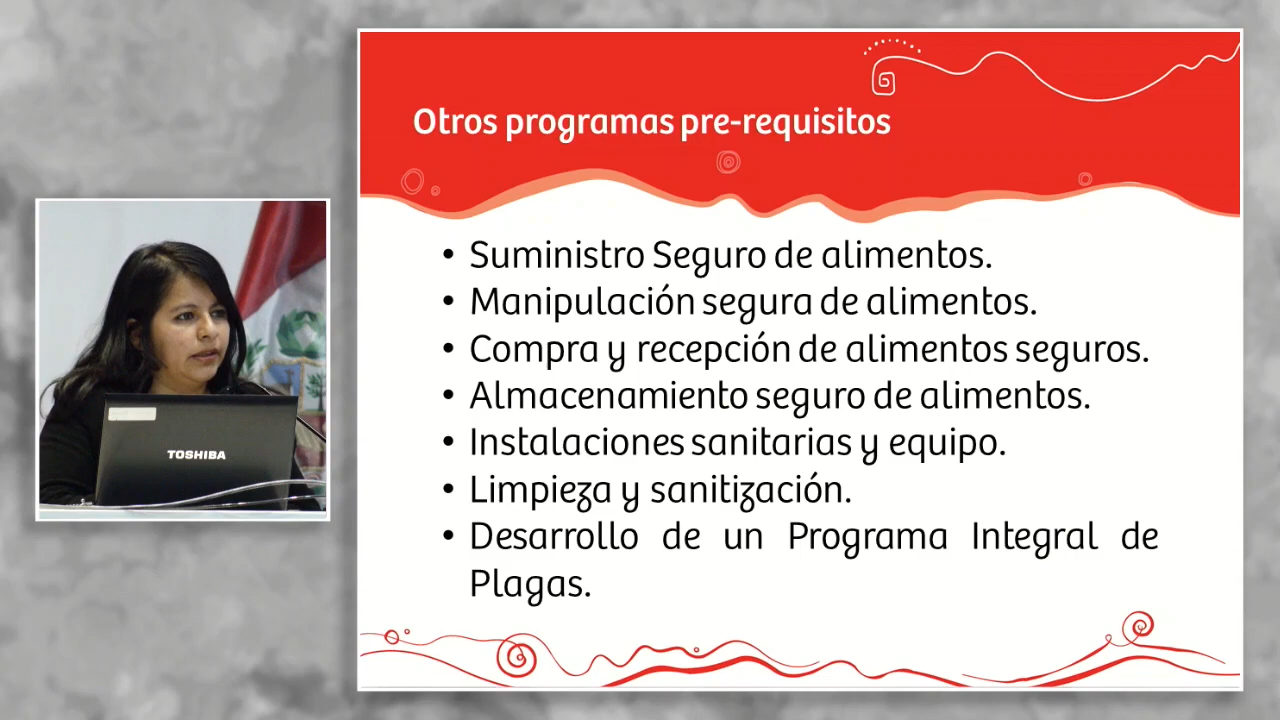 Otros programas pre-requisitos
• Suministro Seguro de alimentos.
• Manipulación segura de alimentos.
• Compra y recepción de alimentos seguros.
• Almacenamiento seguro de alimentos.
• Instalaciones sanitarias y equipo.
• Limpieza y sanitización.
• Desarrollo de un Programa Integral de
Plagas.
TOSHIBA